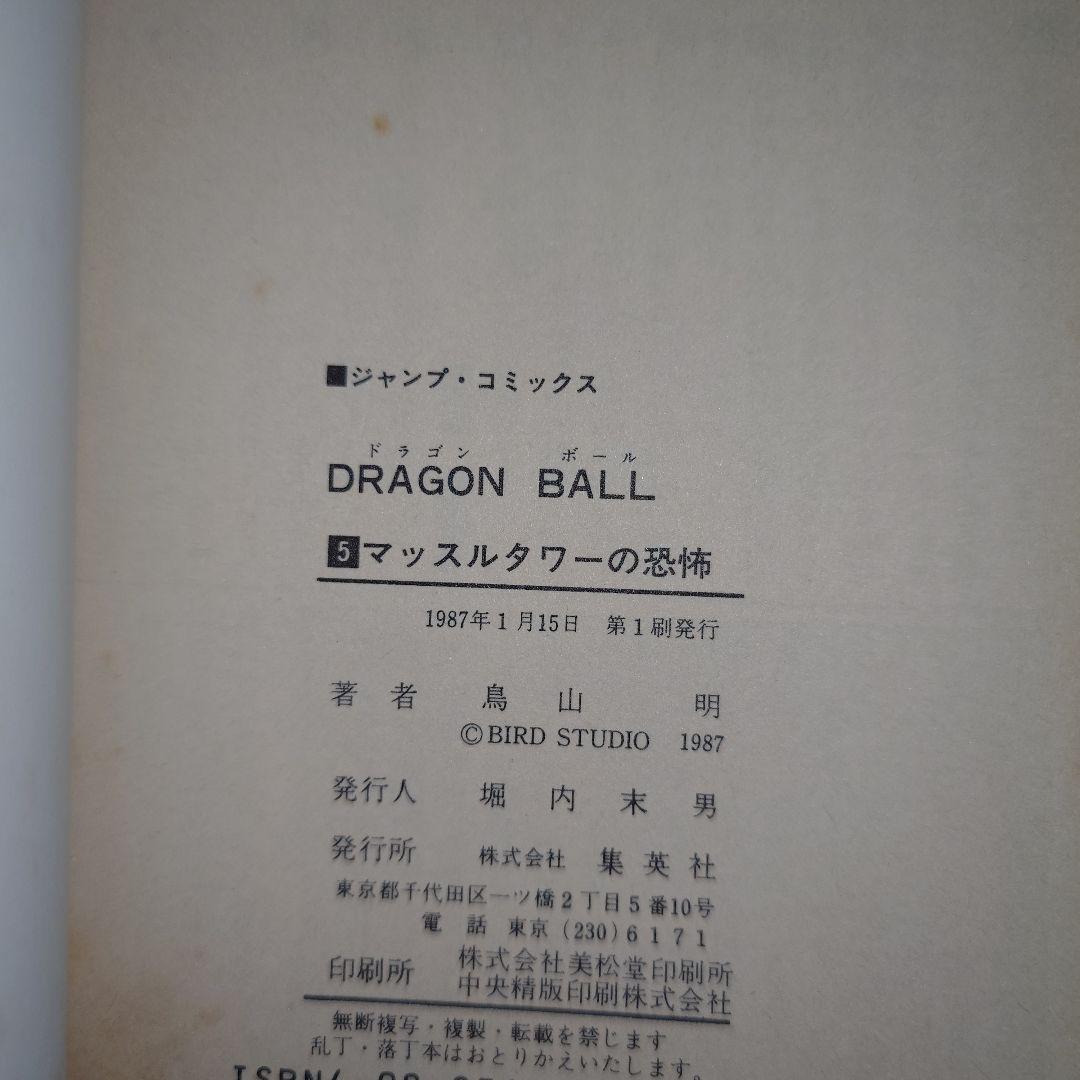 ■ジャンプ・コミックス
ドラゴン ボール
DRAGON BALL
5 マッスルタワーの恐怖
1987年1月15日 第1刷発行
著者 鳥山 明
©BIRD STUDIO 1987
発行人 堀内末男
発行所 株式会社 集英社
東京都千代田区一ツ橋2丁目5番10号
電話 東京(230)6171
印刷所 株式会社美松堂印刷所
中央精版印刷株式会社
無断複写・複製・転載を禁じます
乱丁・落丁本はおとりかえいたします。